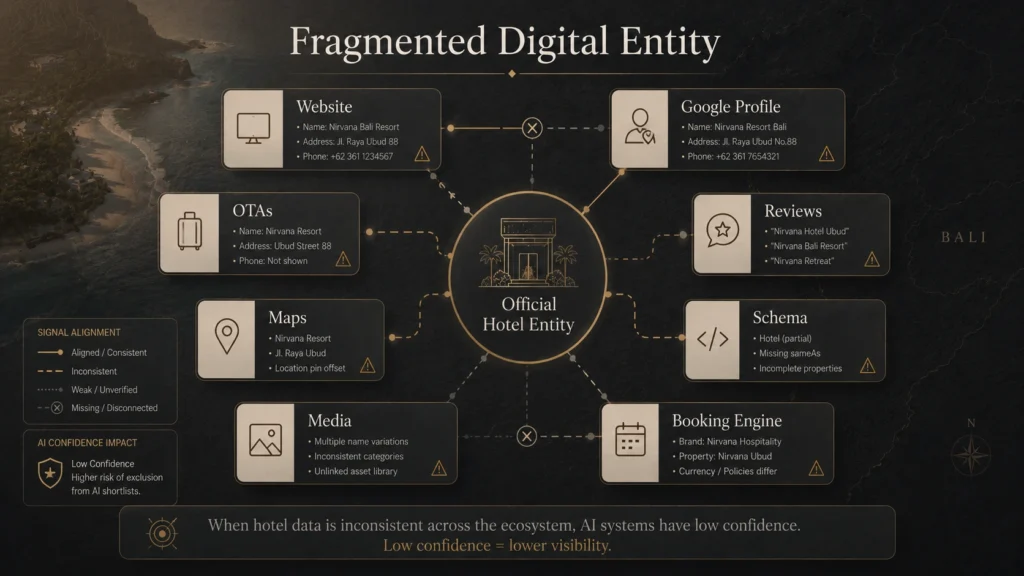 Fragmented Digital Entity
Website
• Name: Nirvana Bali Resort
• Address: Jl. Raya Ubud 88
• Phone: +62 361 1234567
Google Profile
• Name: Nirvana Resort Bali
• Address: Jl. Raya Ubud No.88
• Phone: +62 361 7654321
OTAs
• Name: Nirvana Resort
• Address: Ubud Street 88
• Phone: Not shown
Reviews
• "Nirvana Hotel Ubud"
• "Nirvana Bali Resort"
• "Nirvana Retreat"
BALI
Official
Hotel Entity
Maps
• Nirvana Resort
• Jl. Raya Ubud
• Location pin offset
Schema
• Hotel (partial)
• Missing sameAs
• Incomplete properties
SIGNAL ALIGNMENT
Aligned / Consistent
Inconsistent
Weak / Unverified
Missing / Disconnected
Media
• Multiple name variations
• Inconsistent categories
• Unlinked asset library
Booking Engine
• Brand: Nirvana Hospitality
• Property: Nirvana Ubud
• Currency / Policies differ
N
AI CONFIDENCE IMPACT
Low Confidence
Higher risk of exclusion
from AI shortlists.
When hotel data is inconsistent across the ecosystem, AI systems have low confidence.
Low confidence = lower visibility.